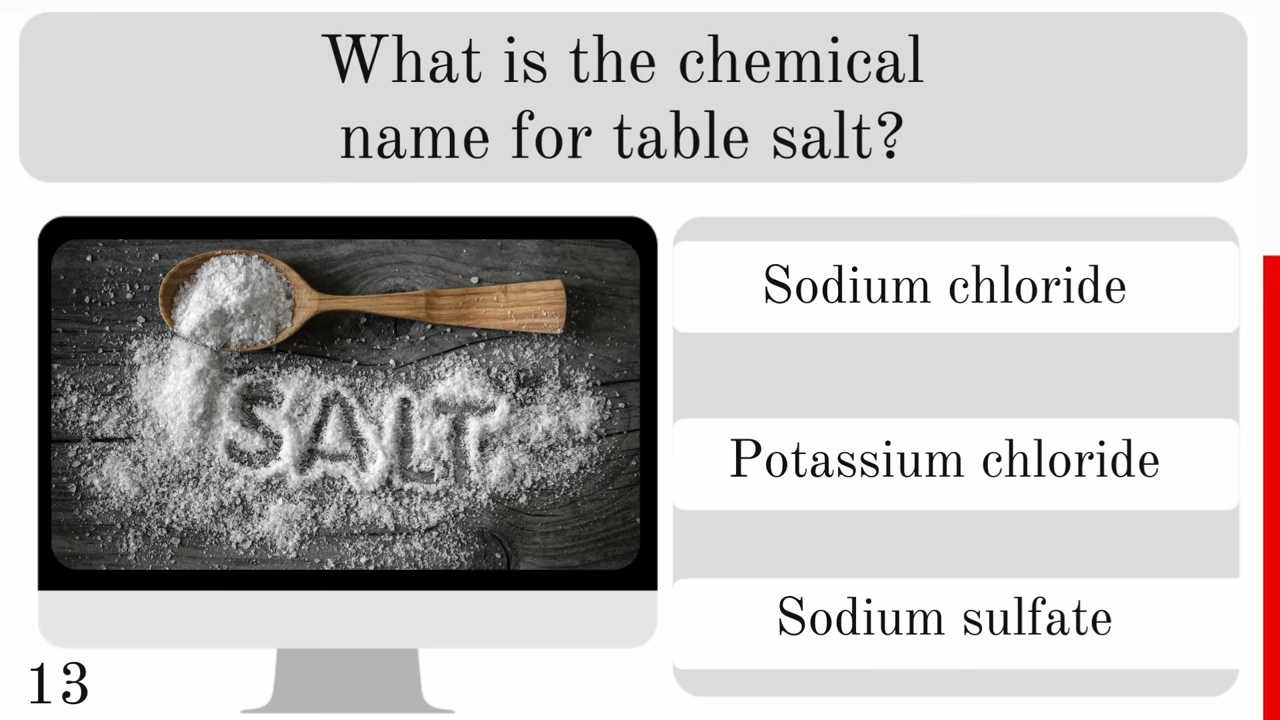 What is the chemical
name for table salt?
SALT
Sodium chloride
Potassium chloride
Sodium sulfate
13